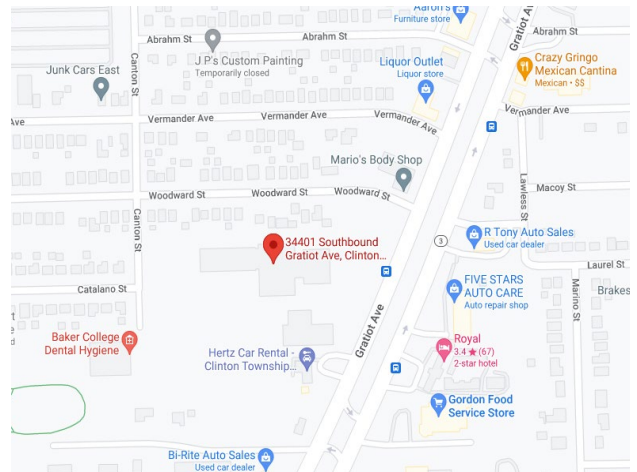 Aaron's
Furniture store
Gratiot Av
Abrahm St
Abrahm St
Canton St
J P's Custom Painting
Temporarily closed
Junk Cars East
Liquor Outlet
Liquor store
Crazy Gringo
Mexican Cantina
Mexican • $$
Ave
Vermander Ave
Vermander Ave
Vermander Ave
Vermander Ave
Mario's Body Shop
Woodward St
Woodward St
Woodward St
Lawless St
Macoy St
Canton St
34401 Southbound
Gratiot Ave, Clinton...
3
R Tony Auto Sales
Used car dealer
Laurel St
Catalano St
FIVE STARS
AUTO CARE
Auto repair shop
Marino St
Brakes
Baker College
Dental Hygiene
Gratiot Ave
Hertz Car Rental -
Clinton Township...
Royal
3.4 ★ (67)
2-star hotel
Gordon Food
Service Store
Bi-Rite Auto Sales
Used car dealer